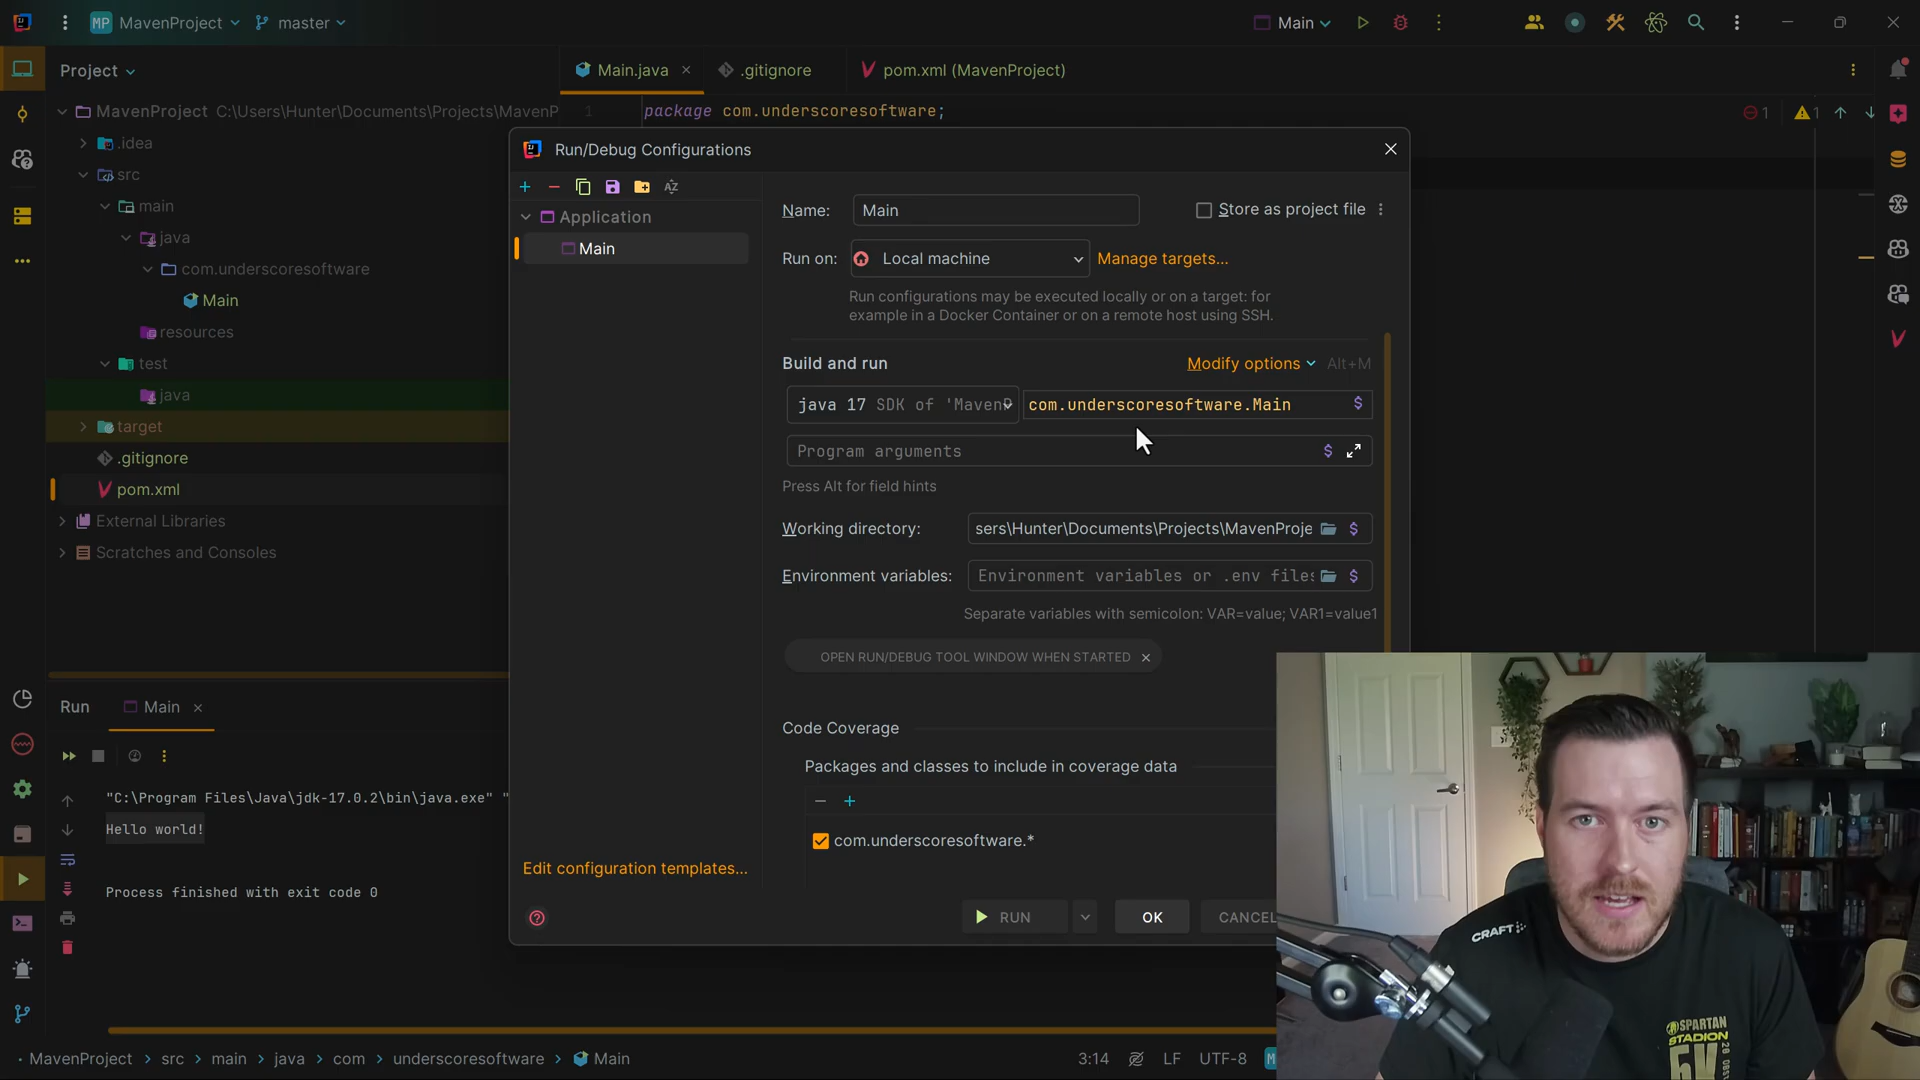 MP MavenProject master Main
Project Main.java .gitignore pom.xml (MavenProject)
MavenProject C:\Users\Hunter\Documents\Projects\MavenP
.idea
src
main
java
com.underscoresoftware
Main
resources
test
java
target
.gitignore
pom.xml
External Libraries
Scratches and Consoles
1 package com.underscoresoftware;
1 1
Run/Debug Configurations
Application
Main
Edit configuration templates...
Name: Main Store as project file
Run on: Local machine Manage targets...
Run configurations may be executed locally or on a target: for
example in a Docker Container or on a remote host using SSH.
Build and run Modify options Alt+M
java 17 SDK of 'MavenP com.underscoresoftware.Main
Program arguments
Press Alt for field hints
Working directory: sers\Hunter\Documents\Projects\MavenProje
Environment variables: Environment variables or .env files
Separate variables with semicolon: VAR=value; VAR1=value1
OPEN RUN/DEBUG TOOL WINDOW WHEN STARTED
Code Coverage
Packages and classes to include in coverage data
com.underscoresoftware.*
RUN OK CANCEL
Run Main
"C:\Program Files\Java\jdk-17.0.2\bin\java.exe" "
Hello world!
Process finished with exit code 0
MavenProject src main java com underscoresoftware Main
3:14 LF UTF-8
CRAFT
SPARTAN
STADION